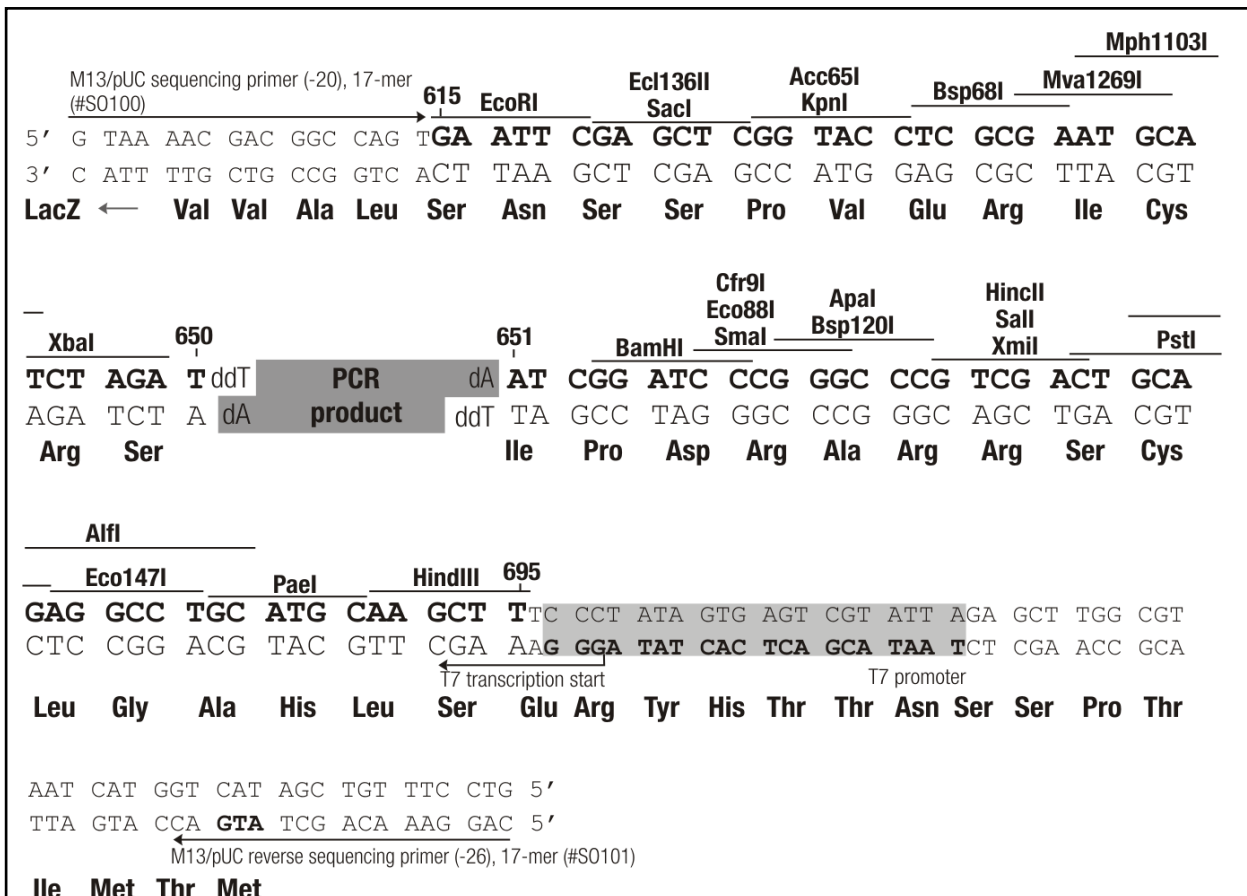 Mph1103I
M13/pUC sequencing primer (-20), 17-mer
(#SO100)
615 EcoRI Ecl136II SacI Acc65I KpnI Bsp68I Mva1269I
5′ G TAAA AAC GAC GGC CAG TGA ATT CGA GCT CGG TAC CTC GCG AAT GCA
3′ C ATTT TTG CTG CCG GTC ACT TAA GCT CGA GCC ATG GAG CGC TTA CGT
LacZ ← Val Val Ala Leu Ser Asn Ser Ser Pro Val Glu Arg Ile Cys
Cfr9I
Eco88I ApaI HincII
SalI
XbaI 650 651 BamHI SmaI Bsp120I XmiI PstI
TCT AGA T ddT PCR dA AT CGG ATC CCG GGC CCG TCG ACT GCA
AGA TCT A dA product ddT TA GCC TAG GGC CCG GGC AGC TGA CGT
Arg Ser Ile Pro Asp Arg Ala Arg Arg Ser Cys
AlfI
Eco147I PaeI HindIII 695
GAG GCC TGC ATG CAA GCT TTC CCT ATA GTG AGT CGT ATT AGA GCT TGG CGT
CTC CGG ACG TAC GTT CGA AAG GGA TAT CAC TCA GCA TAAT CT CGA ACC GCA
T7 transcription start T7 promoter
Leu Gly Ala His Leu Ser Glu Arg Tyr His Thr Thr Asn Ser Ser Pro Thr
AAT CAT GGT CAT AGC TGT TTC CTG 5′
TTA GTA CCA GTA TCG ACA AAG GAC 5′
M13/pUC reverse sequencing primer (-26), 17-mer (#SO101)
Ile Met Thr Met